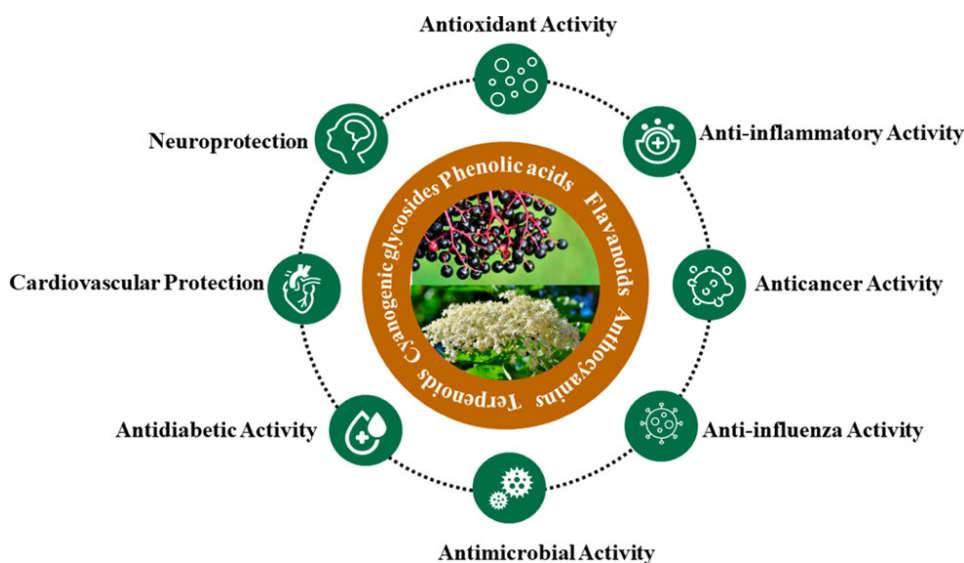 Antioxidant Activity
Neuroprotection
Anti-inflammatory Activity
Cyanogenic glycosides Phenolic acids Flavanoids Anthocyanins Terpenoids
Cardiovascular Protection
Anticancer Activity
Antidiabetic Activity
Anti-influenza Activity
Antimicrobial Activity